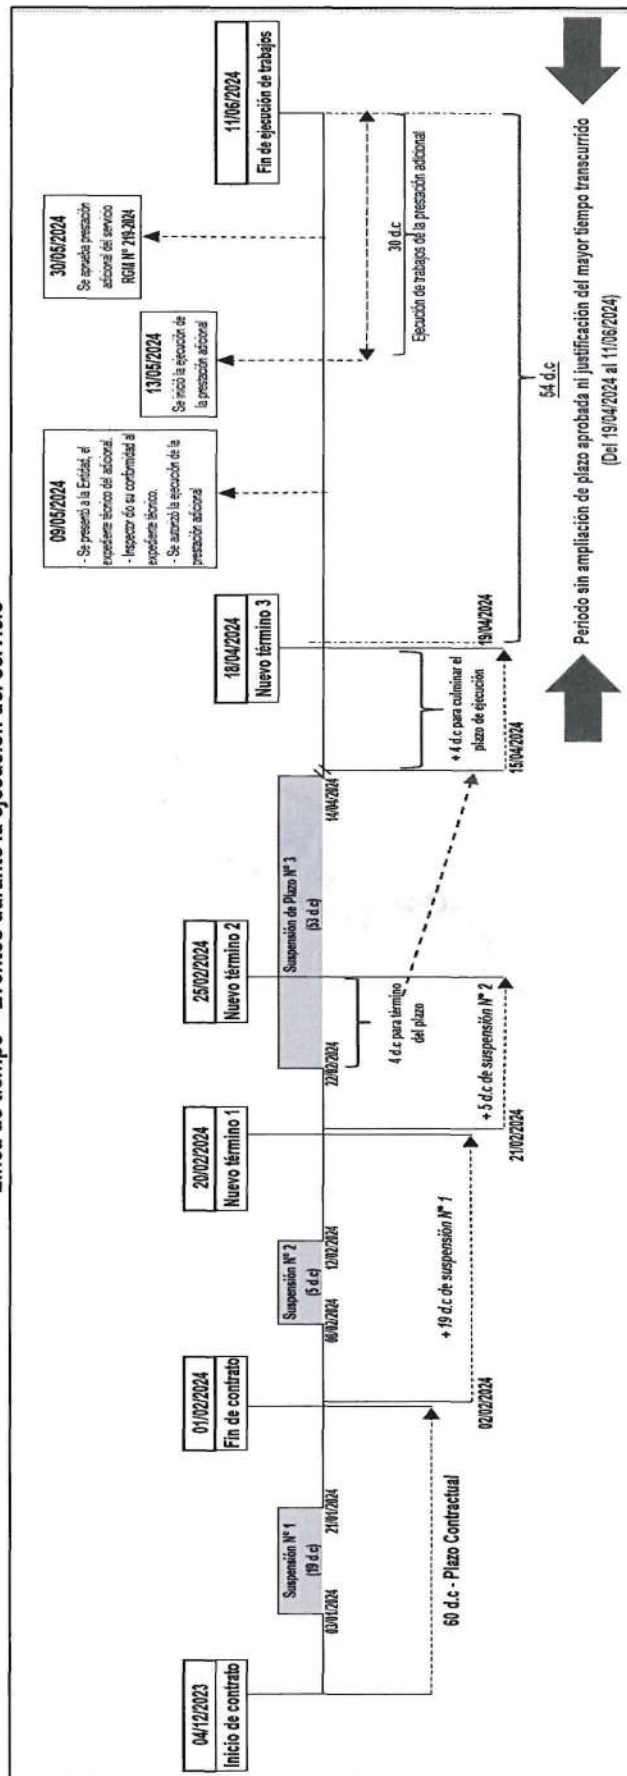 Línea de tiempo – Eventos durante la ejecución del servicio
04/12/2023
Inicio de contrato
Suspensión N° 1
(19 d.c)
03/01/2024
21/01/2024
60 d.c - Plazo Contractual
01/02/2024
Fin de contrato
02/02/2024
+ 19 d.c de suspensión N° 1
Suspensión N° 2
(5 d.c)
08/02/2024
12/02/2024
20/02/2024
Nuevo término 1
21/02/2024
+ 5 d.c de suspensión N° 2
25/02/2024
Nuevo término 2
Suspensión de Plazo N° 3
(53 d.c)
22/02/2024
14/04/2024
4 d.c para término
del plazo
18/04/2024
Nuevo término 3
+ 4 d.c para culminar el
plazo de ejecución
15/04/2024
19/04/2024
09/05/2024
- Se presentó a la Entidad, el
expediente técnico del adicional.
- Inspector dio su conformidad al
expediente técnico.
- Se autorizó la ejecución de la
prestación adicional
13/05/2024
Se inició la ejecución de
la prestación adicional
30/05/2024
Se aprueba prestación
adicional del servicio
RGM N° 219-2024
11/06/2024
Fin de ejecución de trabajos
30 d.c
Ejecución de trabajos de la prestación adicional
54 d.c
Periodo sin ampliación de plazo aprobada ni justificación del mayor tiempo transcurrido
(Del 19/04/2024 al 11/06/2024)